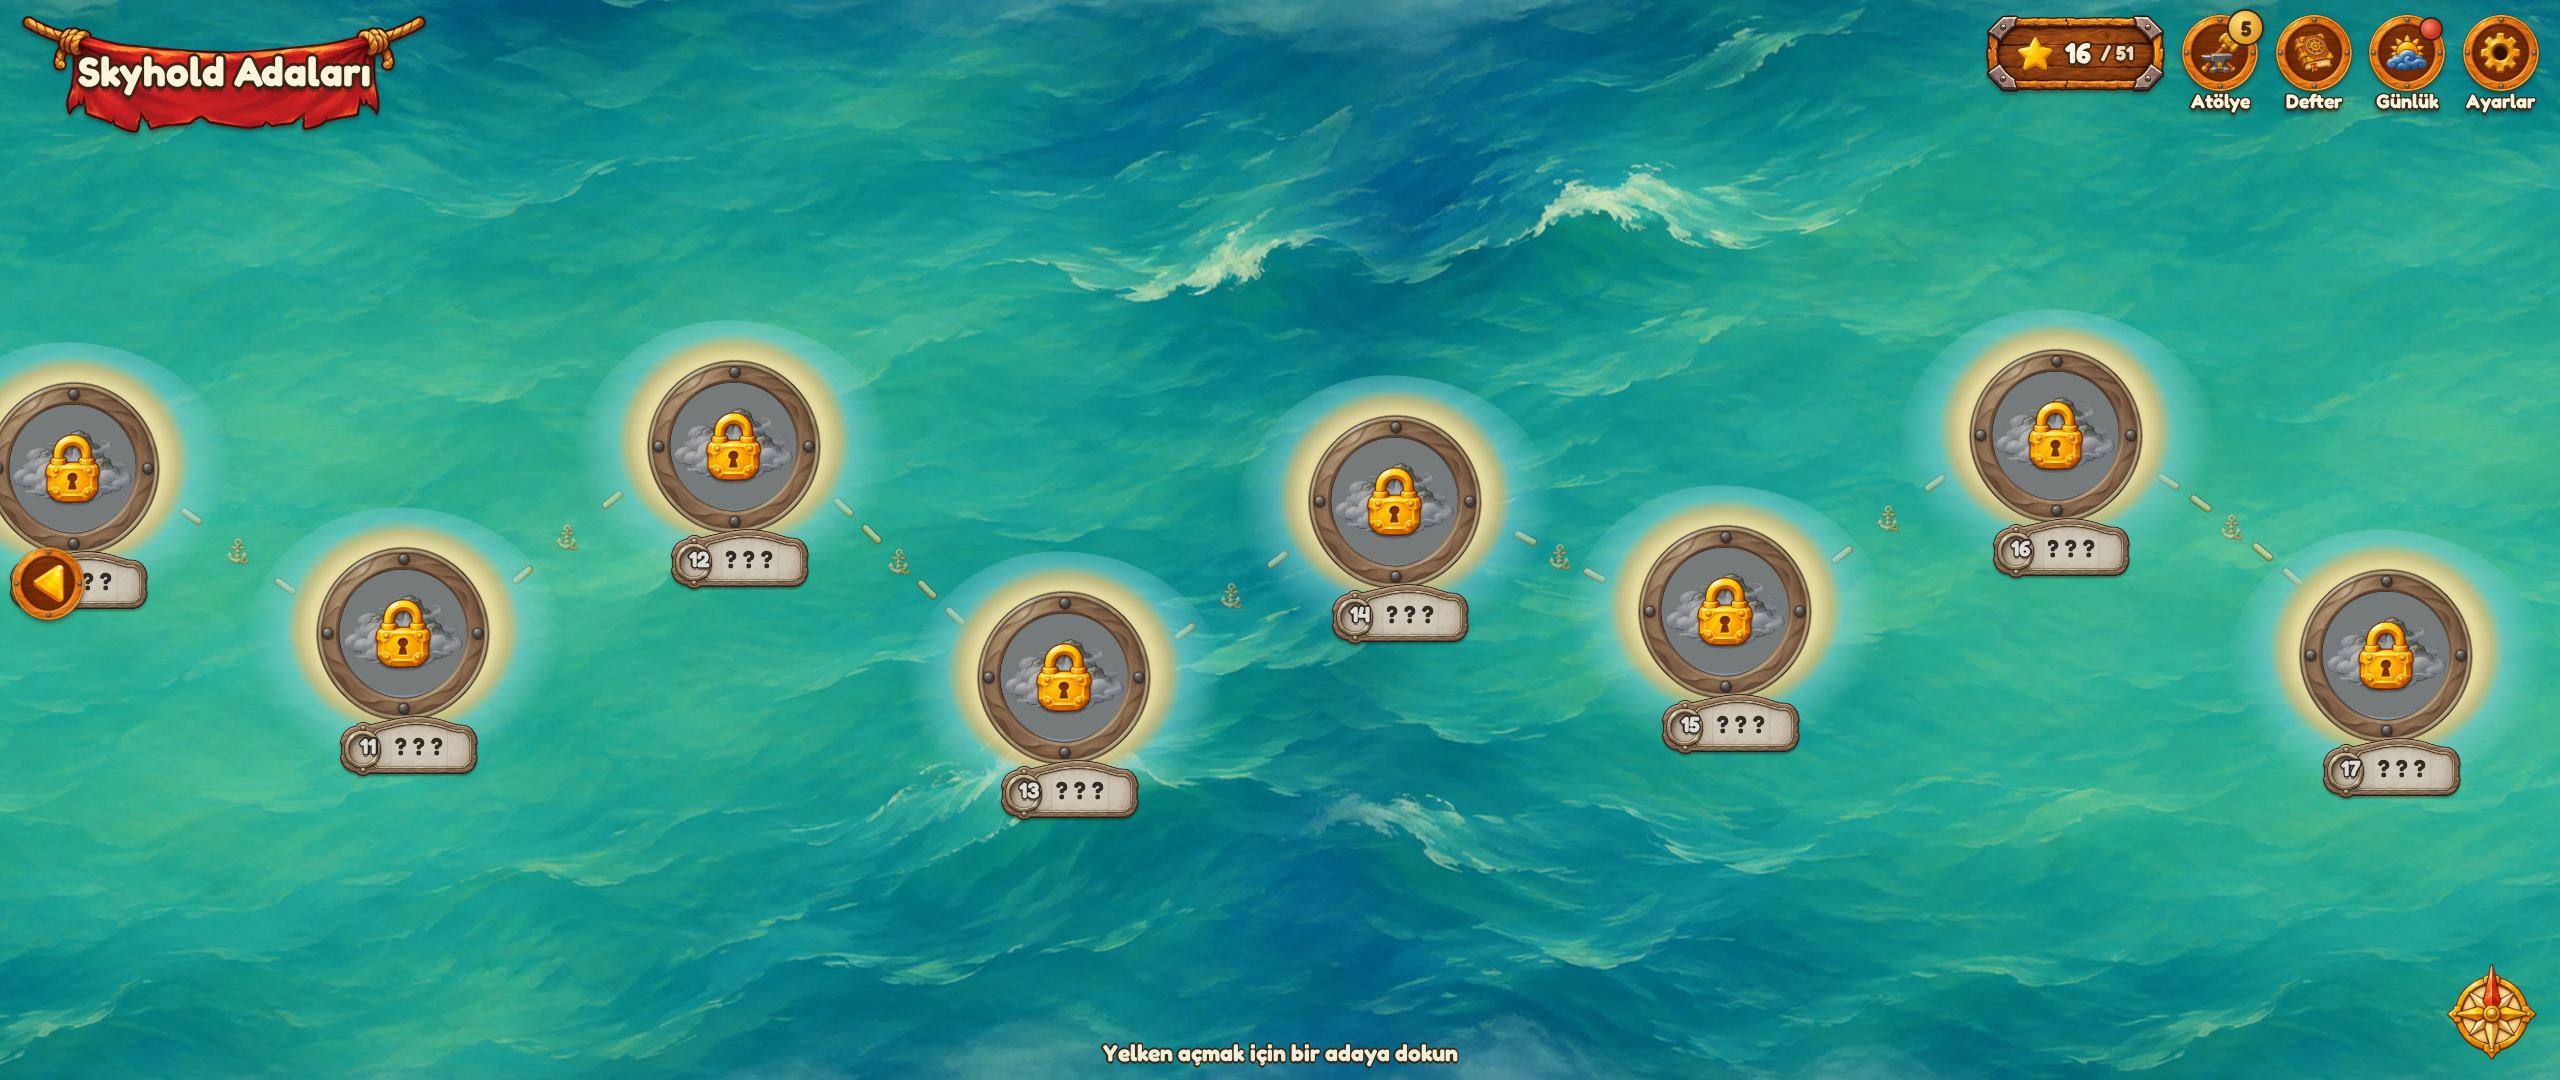 Skyhold Adaları
16 / 51
5
Atölye
Defter
Günlük
Ayarlar
??
11 ???
12 ???
13 ???
14 ???
15 ???
16 ???
17 ???
Yelken açmak için bir adaya dokun